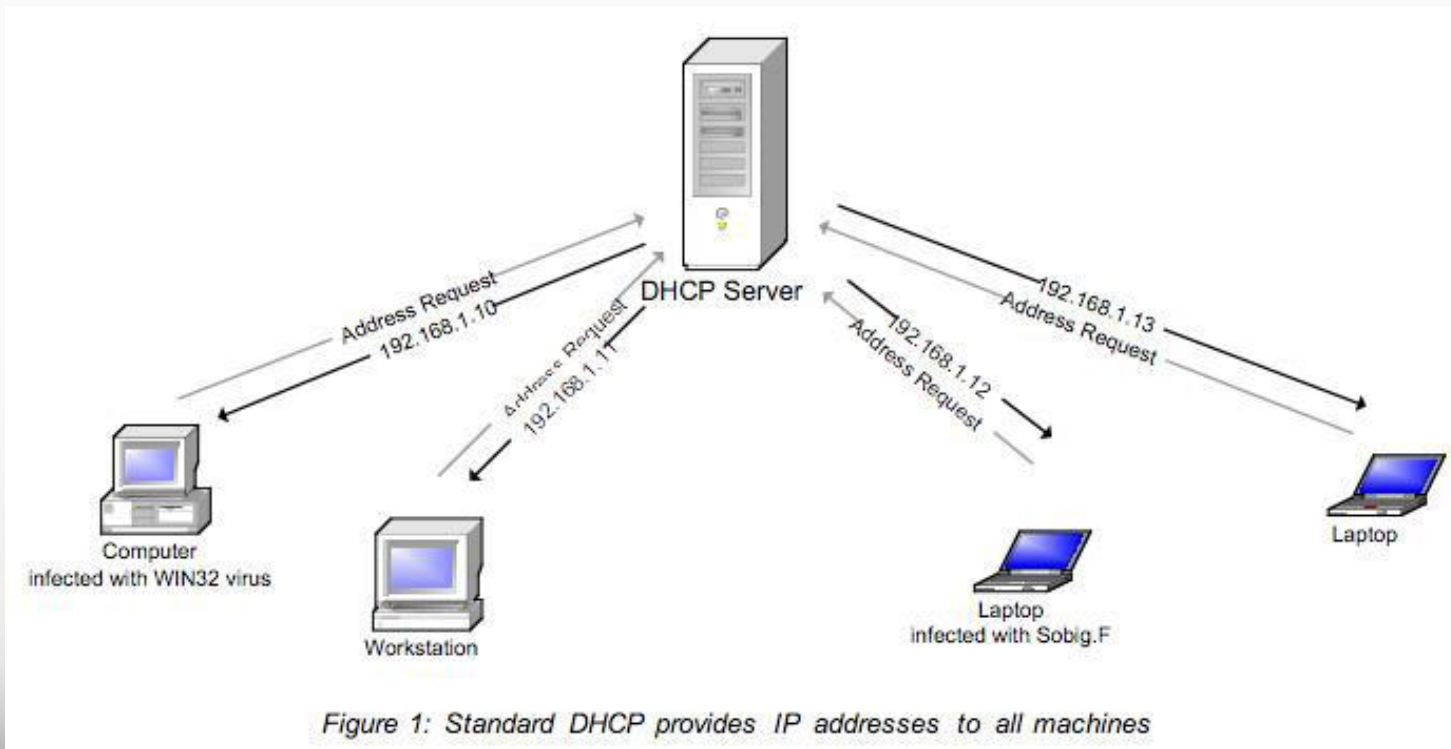 DHCP Server
Address Request
192.168.1.10
Address Request
192.168.1.11
192.168.1.12
Address Request
192.168.1.13
Address Request
Computer
infected with WIN32 virus
Workstation
Laptop
infected with Sobig.F
Laptop
Figure 1: Standard DHCP provides IP addresses to all machines